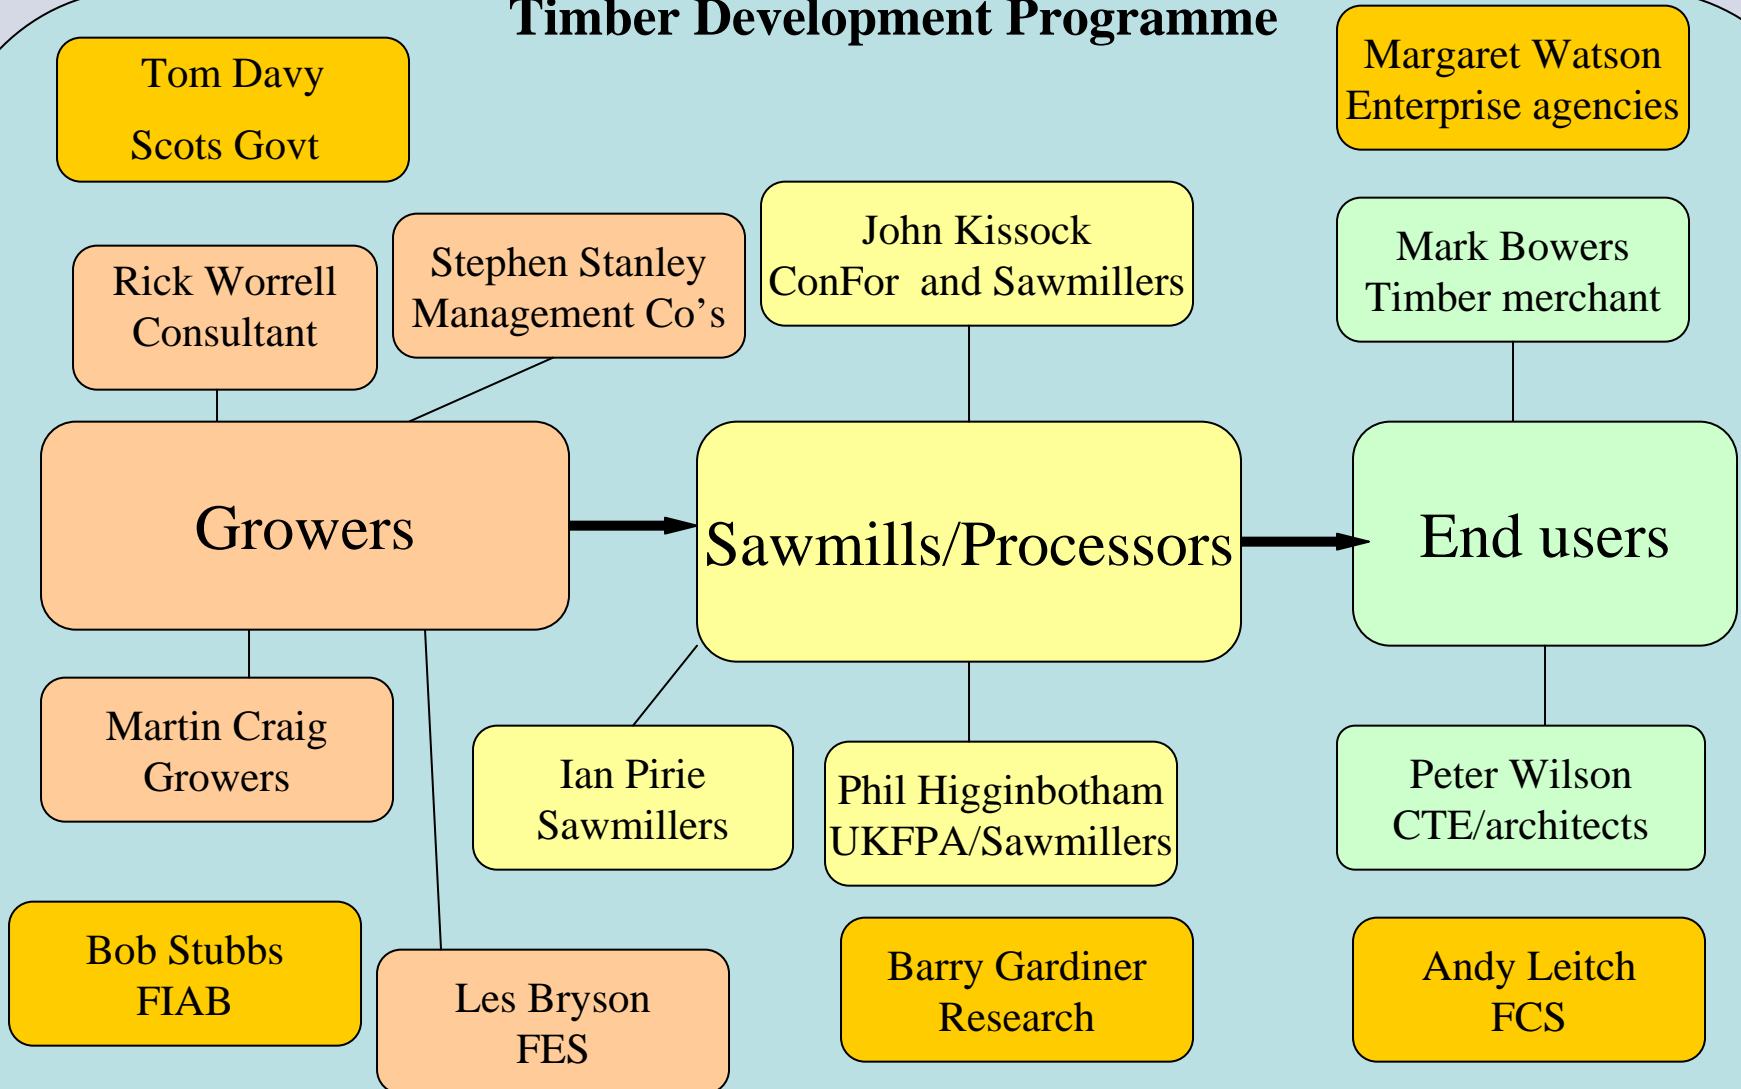 Timber Development Programme
Tom Davy
Scots Govt
Margaret Watson
Enterprise agencies
Rick Worrell
Consultant
Stephen Stanley
Management Co’s
John Kissock
ConFor  and Sawmillers
Mark Bowers
Timber merchant
Growers
Sawmills/Processors
End users
Martin Craig
Growers
Ian Pirie
Sawmillers
Phil Higginbotham
UKFPA/Sawmillers
Peter Wilson
CTE/architects
Bob Stubbs
FIAB
Les Bryson
FES
Barry Gardiner
Research
Andy Leitch
FCS